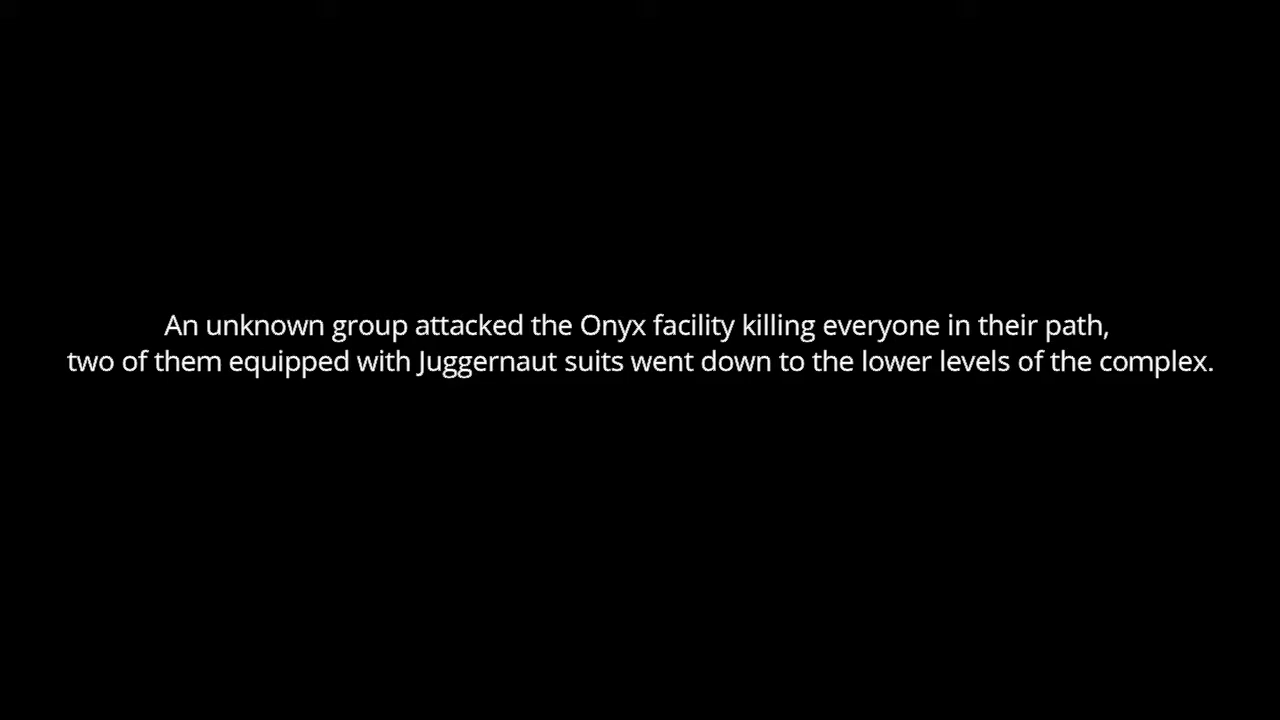 An unknown group attacked the Onyx facility killing everyone in their path,
two of them equipped with Juggernaut suits went down to the lower levels of the complex.